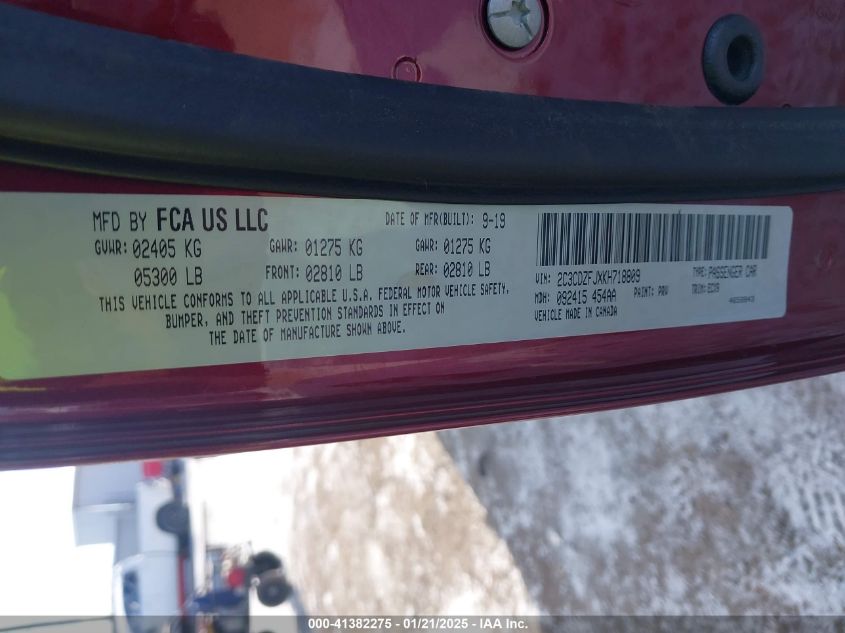 MFD BY FCA US LLC
DATE OF MFR(BUILT): 9-19
GVWR: 02405 KG
GAWR: 01275 KG
GAWR: 01275 KG
05300 LB
FRONT: 02810 LB
REAR: 02810 LB
THIS VEHICLE CONFORMS TO ALL APPLICABLE U.S.A. FEDERAL MOTOR VEHICLE SAFETY,
BUMPER, AND THEFT PREVENTION STANDARDS IN EFFECT ON
THE DATE OF MANUFACTURE SHOWN ABOVE.
VIN: 2C3CDZFJXKH718809
TYPE: PASSENGER CAR
MDH: 092415 454AA
PAINT: PRV
TRIM: ECX9
VEHICLE MADE IN CANADA
000-41382275 - 01/21/2025 - IAA Inc.